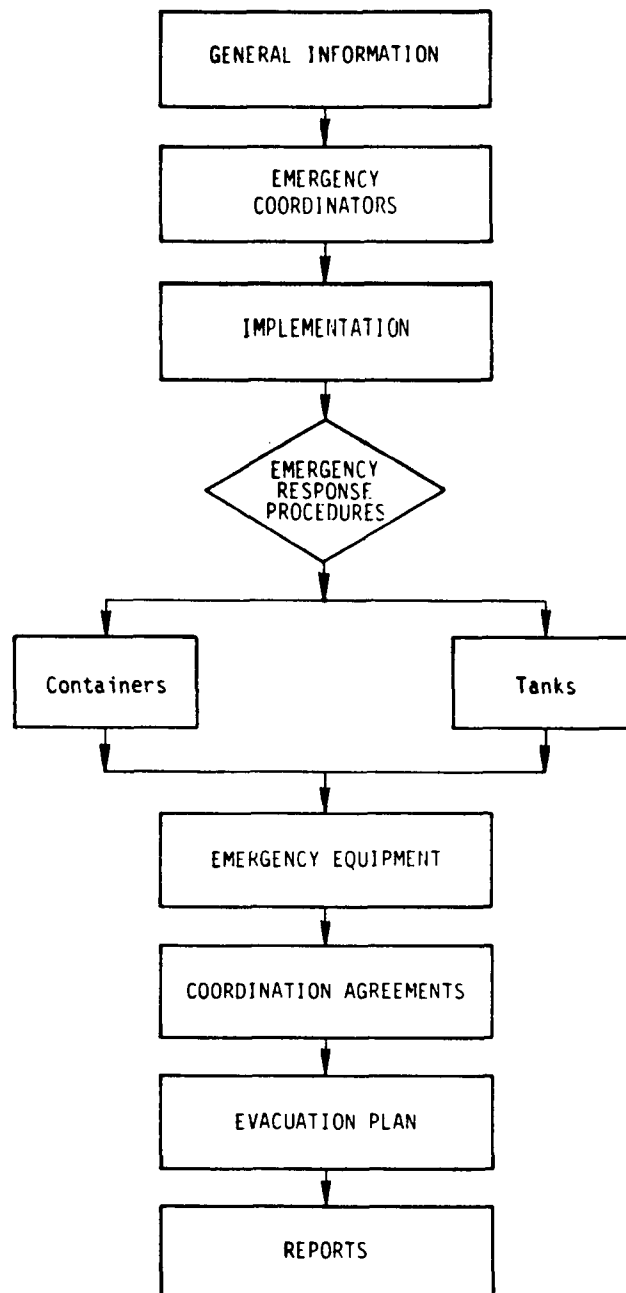 GENERAL INFORMATION
EMERGENCY
COORDINATORS
IMPLEMENTATION
EMERGENCY
RESPONSE
PROCEDURES
Containers
Tanks
EMERGENCY EQUIPMENT
COORDINATION AGREEMENTS
EVACUATION PLAN
REPORTS